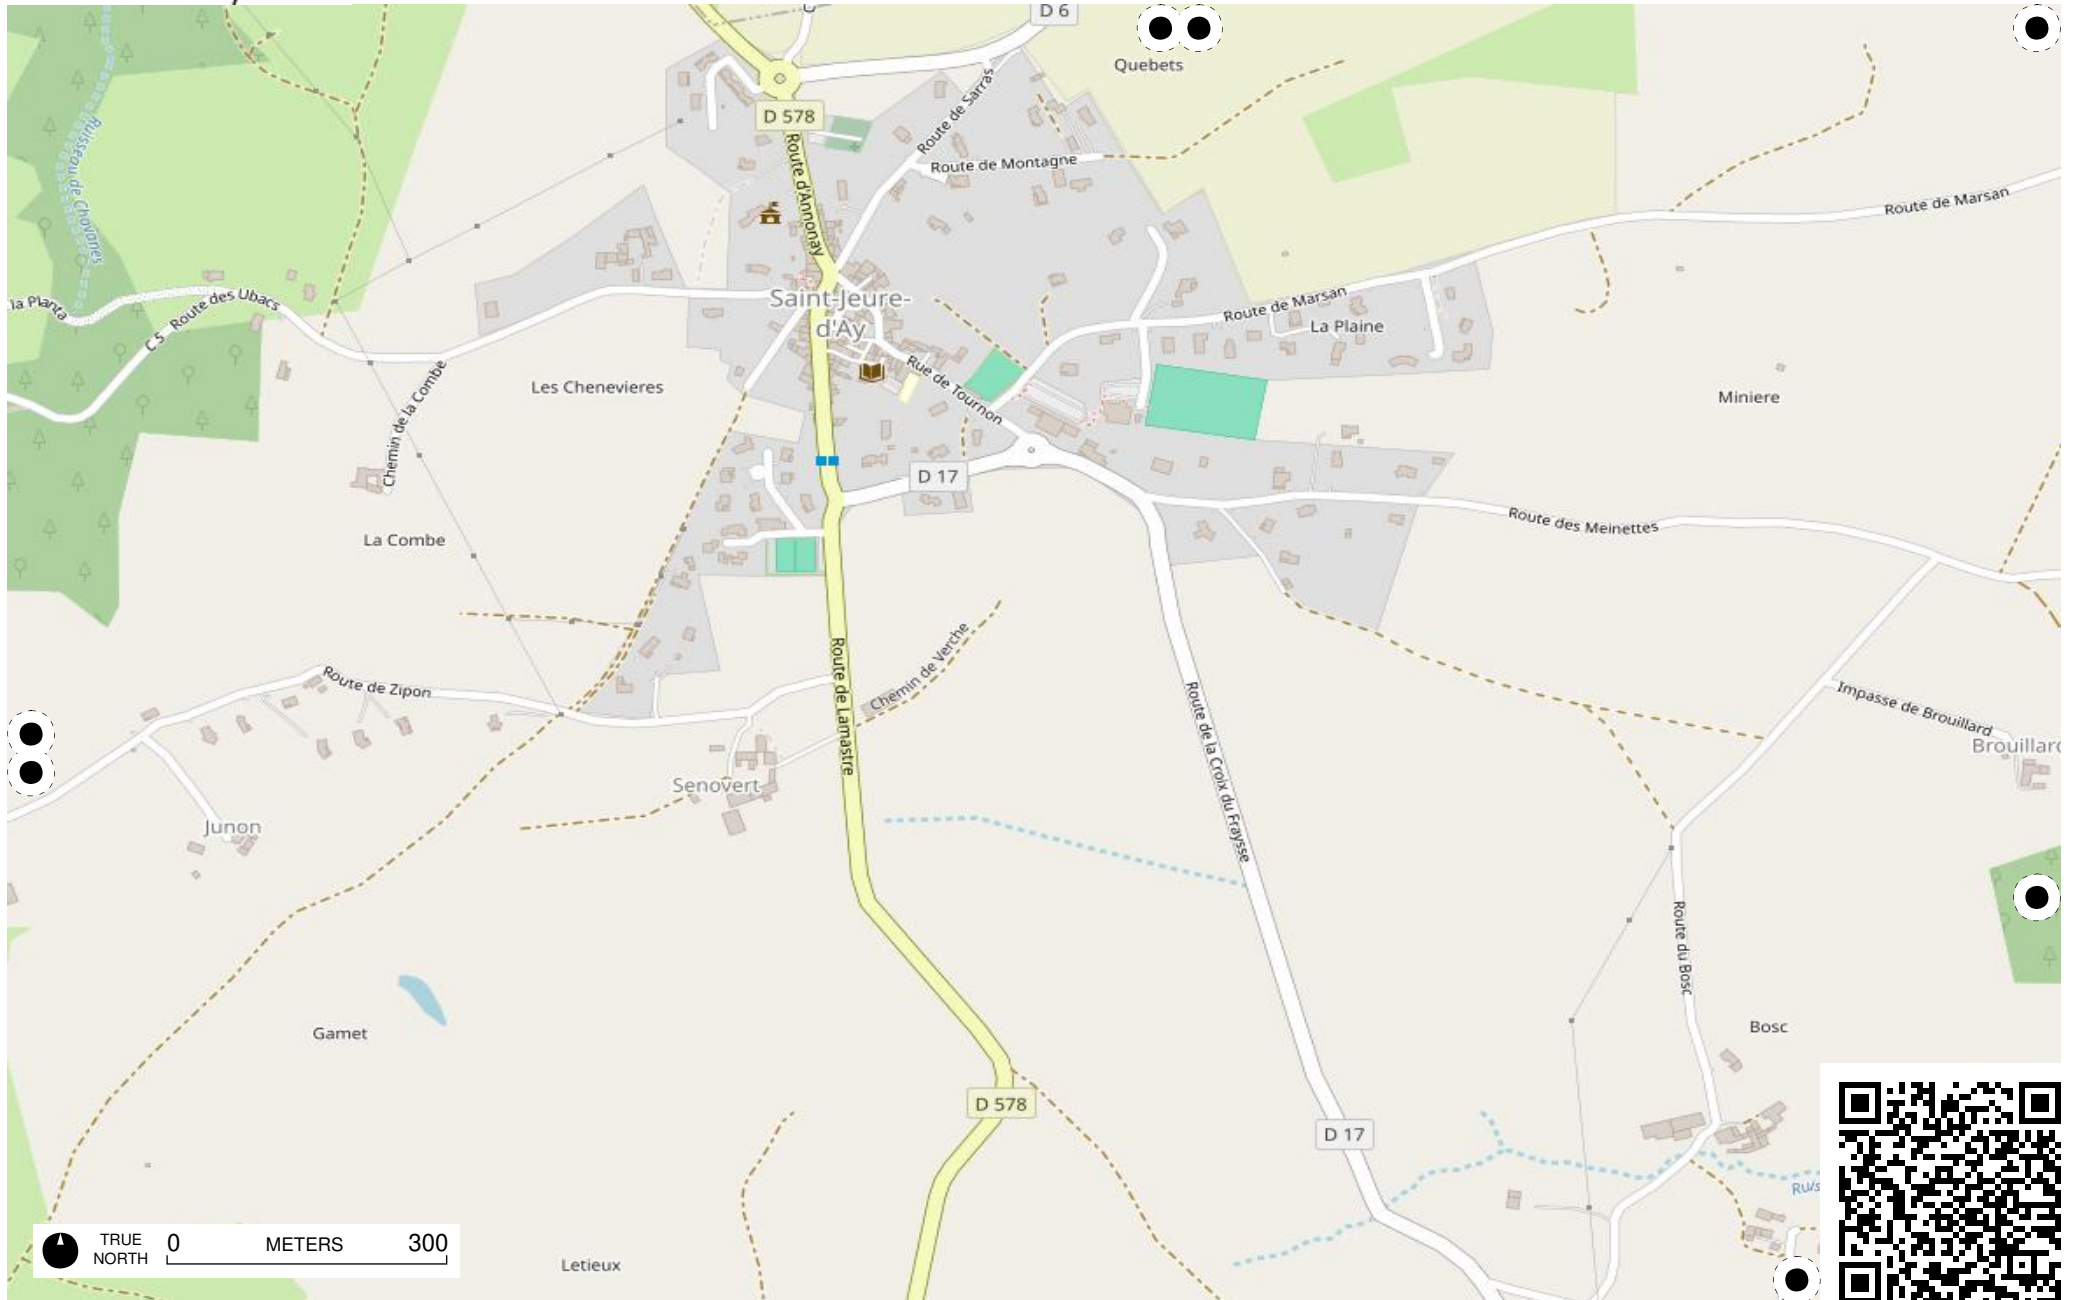 D 6
Quebets
D 578
Route de Sarras
Route d'Annonay
Route de Montagne
Ruisseau de Chovanes
Route de Marsan
la Planta
C 5 Route des Ubacs
Saint-Jeure-
d'Ay
Route de Marsan
La Plaine
Les Chenevieres
Rue de Tournon
Miniere
Chemin de la Combe
D 17
Route des Meinettes
La Combe
Chemin de Verche
Route de Zipon
Route de Lamastre
Route de la Croix du Fraysse
Impasse de Brouillard
Brouillard
Senovert
Junon
Route du Bosc
Gamet
Bosc
D 578
D 17
Ruis
TRUE
NORTH
0 METERS 300
Letieux